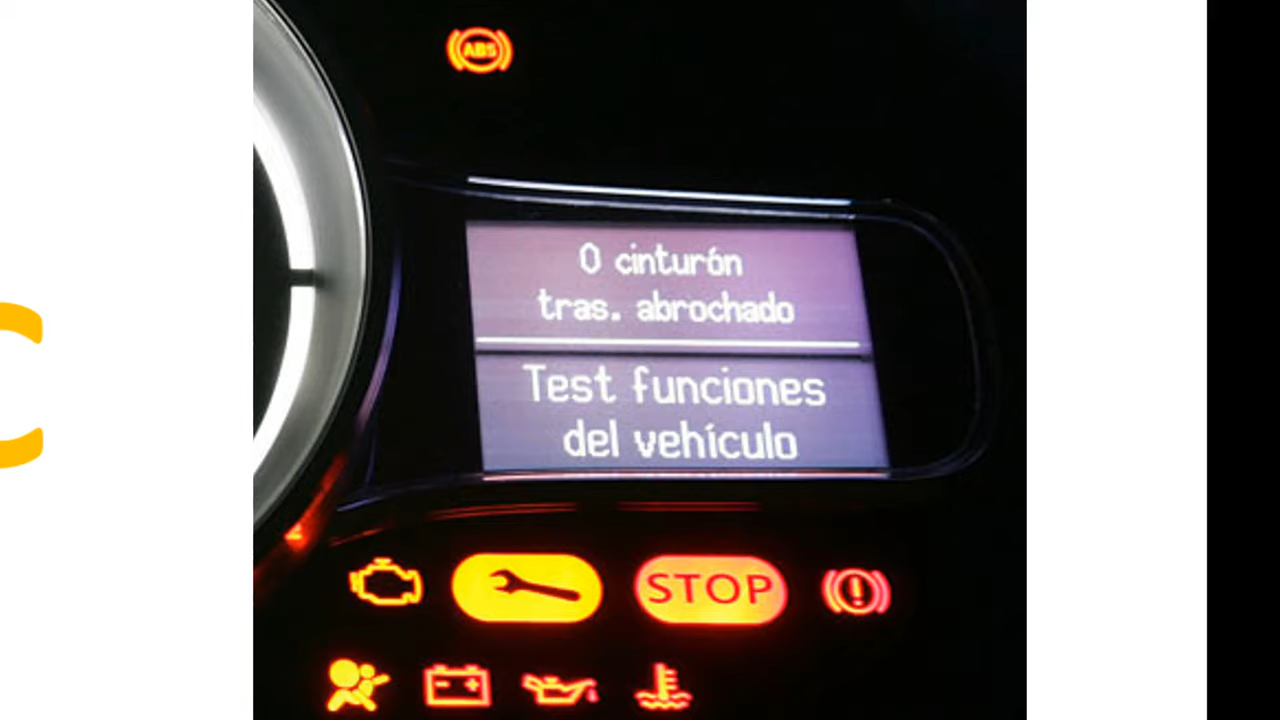 ABS
0 cinturón
tras. abrochado
Test funciones
del vehículo
STOP